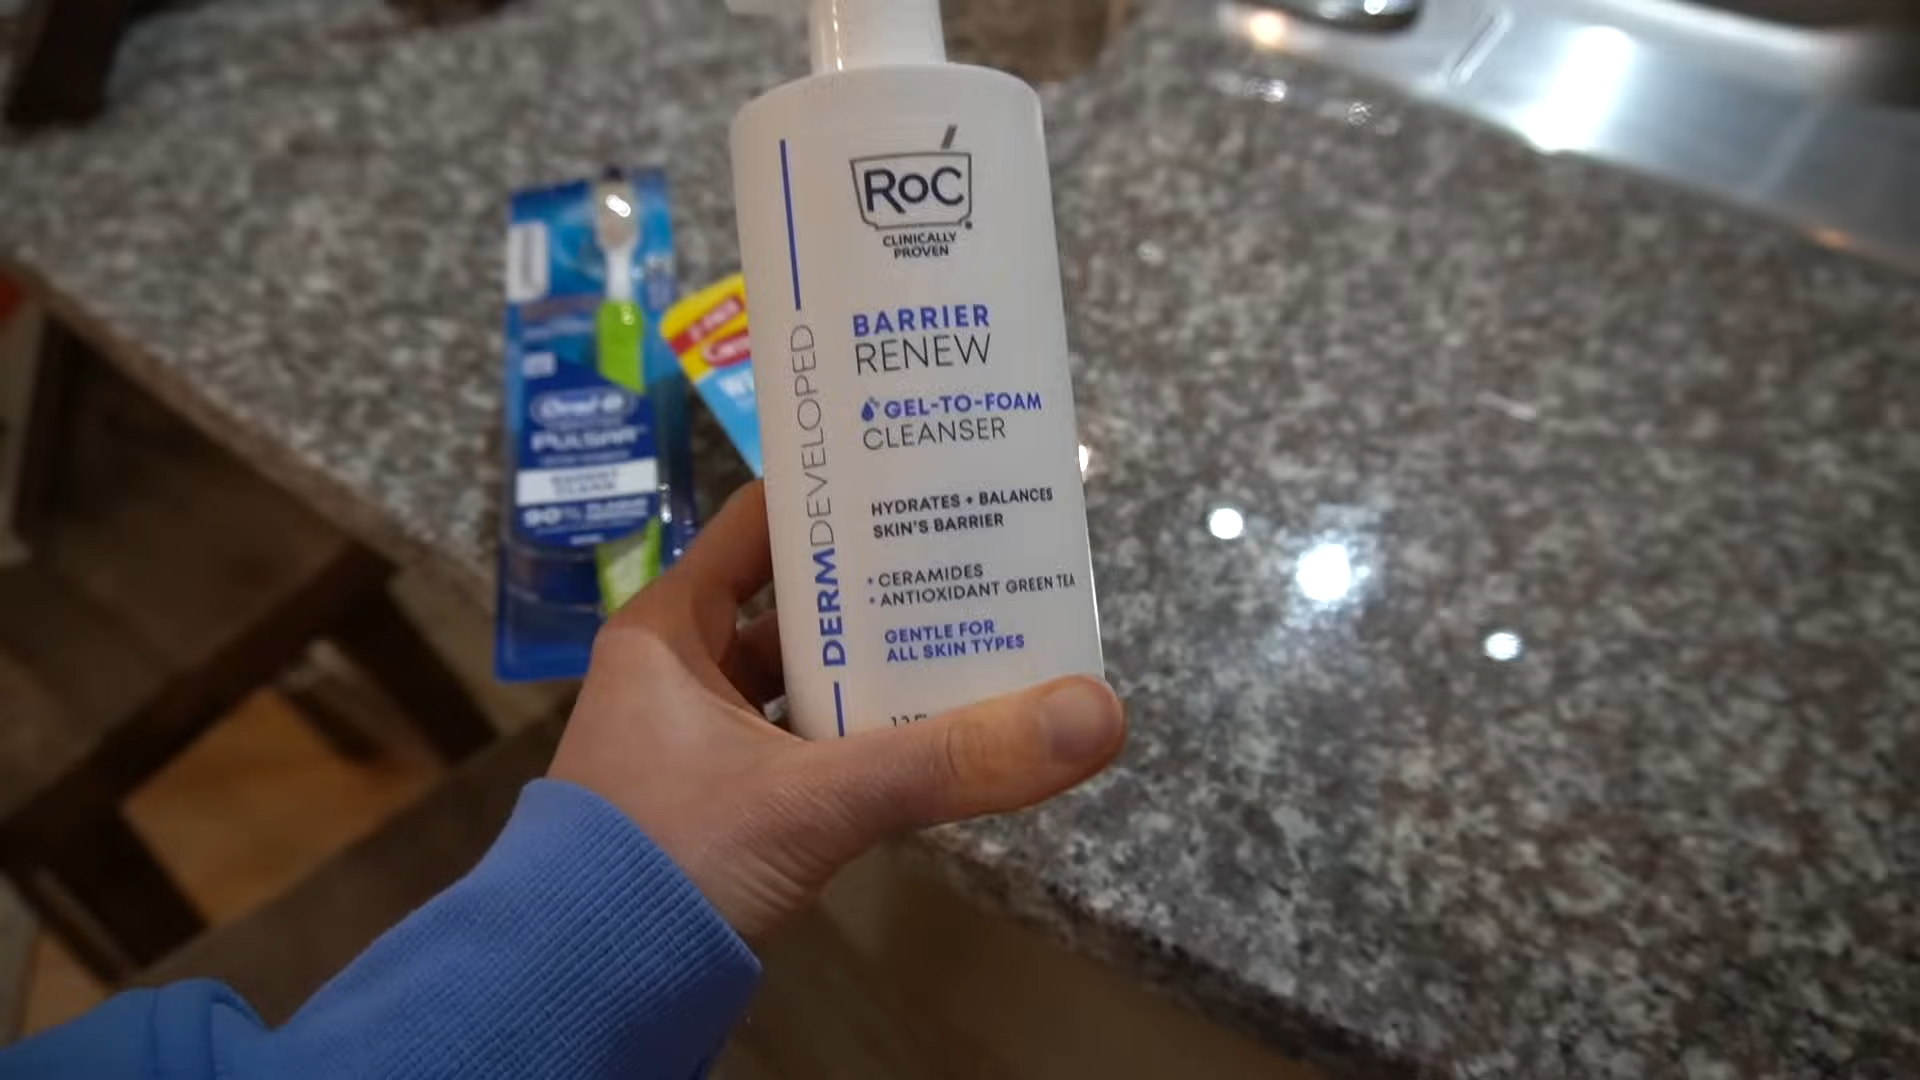 RoC
CLINICALLY
PROVEN
BARRIER
RENEW
GEL-TO-FOAM
CLEANSER
HYDRATES + BALANCES
SKIN'S BARRIER
• CERAMIDES
• ANTIOXIDANT GREEN TEA
GENTLE FOR
ALL SKIN TYPES
DERMDEVELOPED
Oral-B
PULSAR
90%